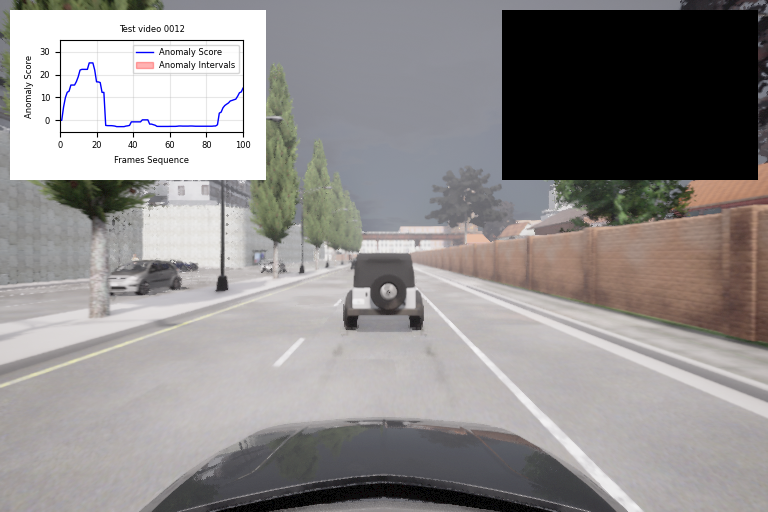 Test video 0012
Anomaly Score
Anomaly Intervals
Anomaly Score
30
20
10
0
0 20 40 60 80 100
Frames Sequence